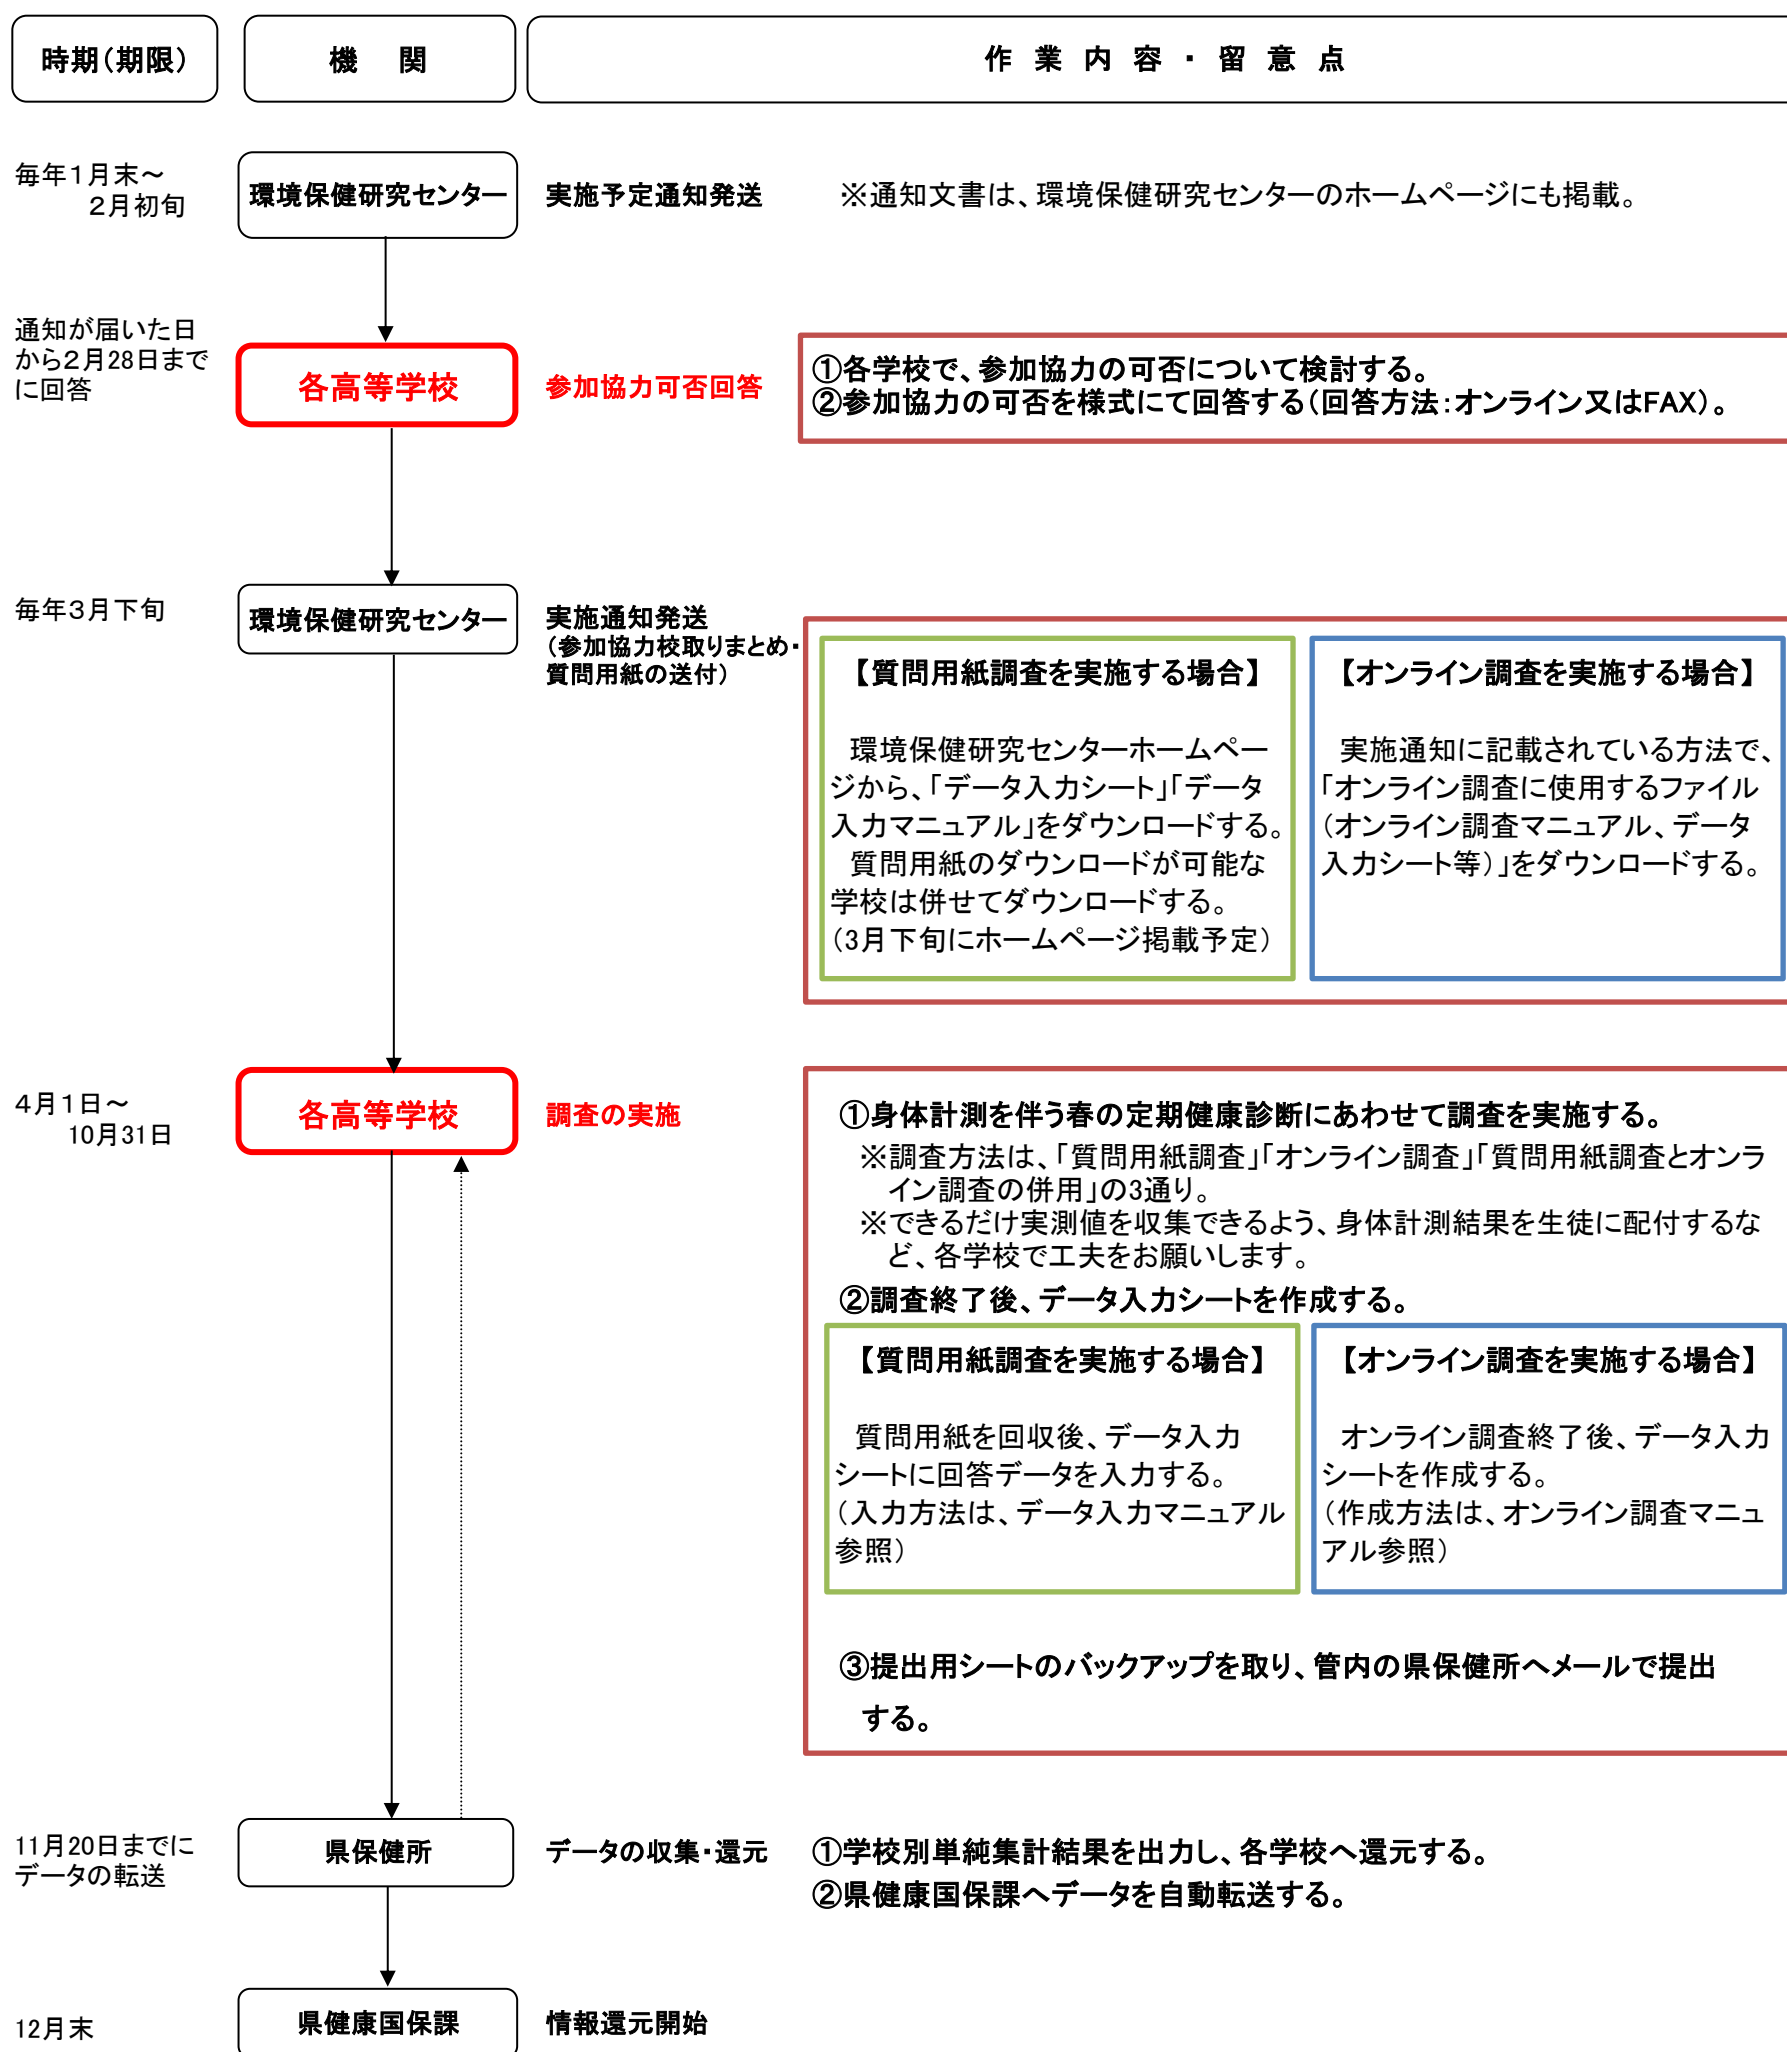 時期（期限）
機　関
作 業 内 容 ・ 留 意 点
毎年１月末～
２月初旬
環境保健研究センター
実施予定通知発送
※通知文書は、環境保健研究センターのホームページにも掲載。
通知が届いた日
から２月28日まで
に回答
各高等学校
参加協力可否回答
①各学校で、参加協力の可否について検討する。
②参加協力の可否を様式にて回答する（回答方法：オンライン又はFAX）。
毎年３月下旬
環境保健研究センター
実施通知発送
（参加協力校取りまとめ・
質問用紙の送付）
【質問用紙調査を実施する場合】
環境保健研究センターホームペー
ジから、「データ入力シート」「データ
入力マニュアル」をダウンロードする。
質問用紙のダウンロードが可能な
学校は併せてダウンロードする。
（3月下旬にホームページ掲載予定）
【オンライン調査を実施する場合】
実施通知に記載されている方法で、
「オンライン調査に使用するファイル
（オンライン調査マニュアル、データ
入力シート等）」をダウンロードする。
４月１日～
10月31日
各高等学校
調査の実施
①身体計測を伴う春の定期健康診断にあわせて調査を実施する。
※調査方法は、「質問用紙調査」「オンライン調査」「質問用紙調査とオンラ
イン調査の併用」の3通り。
※できるだけ実測値を収集できるよう、身体計測結果を生徒に配付するな
ど、各学校で工夫をお願いします。
②調査終了後、データ入力シートを作成する。
【質問用紙調査を実施する場合】
質問用紙を回収後、データ入力
シートに回答データを入力する。
（入力方法は、データ入力マニュアル
参照）
【オンライン調査を実施する場合】
オンライン調査終了後、データ入力
シートを作成する。
（作成方法は、オンライン調査マニュ
アル参照）
③提出用シートのバックアップを取り、管内の県保健所へメールで提出
する。
11月20日までに
データの転送
県保健所
データの収集・還元
①学校別単純集計結果を出力し、各学校へ還元する。
②県健康国保課へデータを自動転送する。
12月末
県健康国保課
情報還元開始